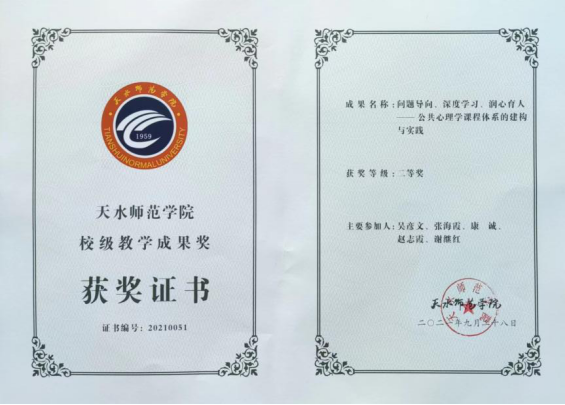 天水师范学院
1959
TIANSHUI NORMAL UNIVERSITY
天水师范学院
校级教学成果奖
获奖证书
证书编号：20210051
成果名称：问题导向、深度学习、润心育人
——公共心理学课程体系的建构
与实践
获奖等级：二等奖
主要参加人：吴彦文、张海霞、康 诚、
赵志霞、谢继红
天水师范学院
二〇二一年九月二十八日